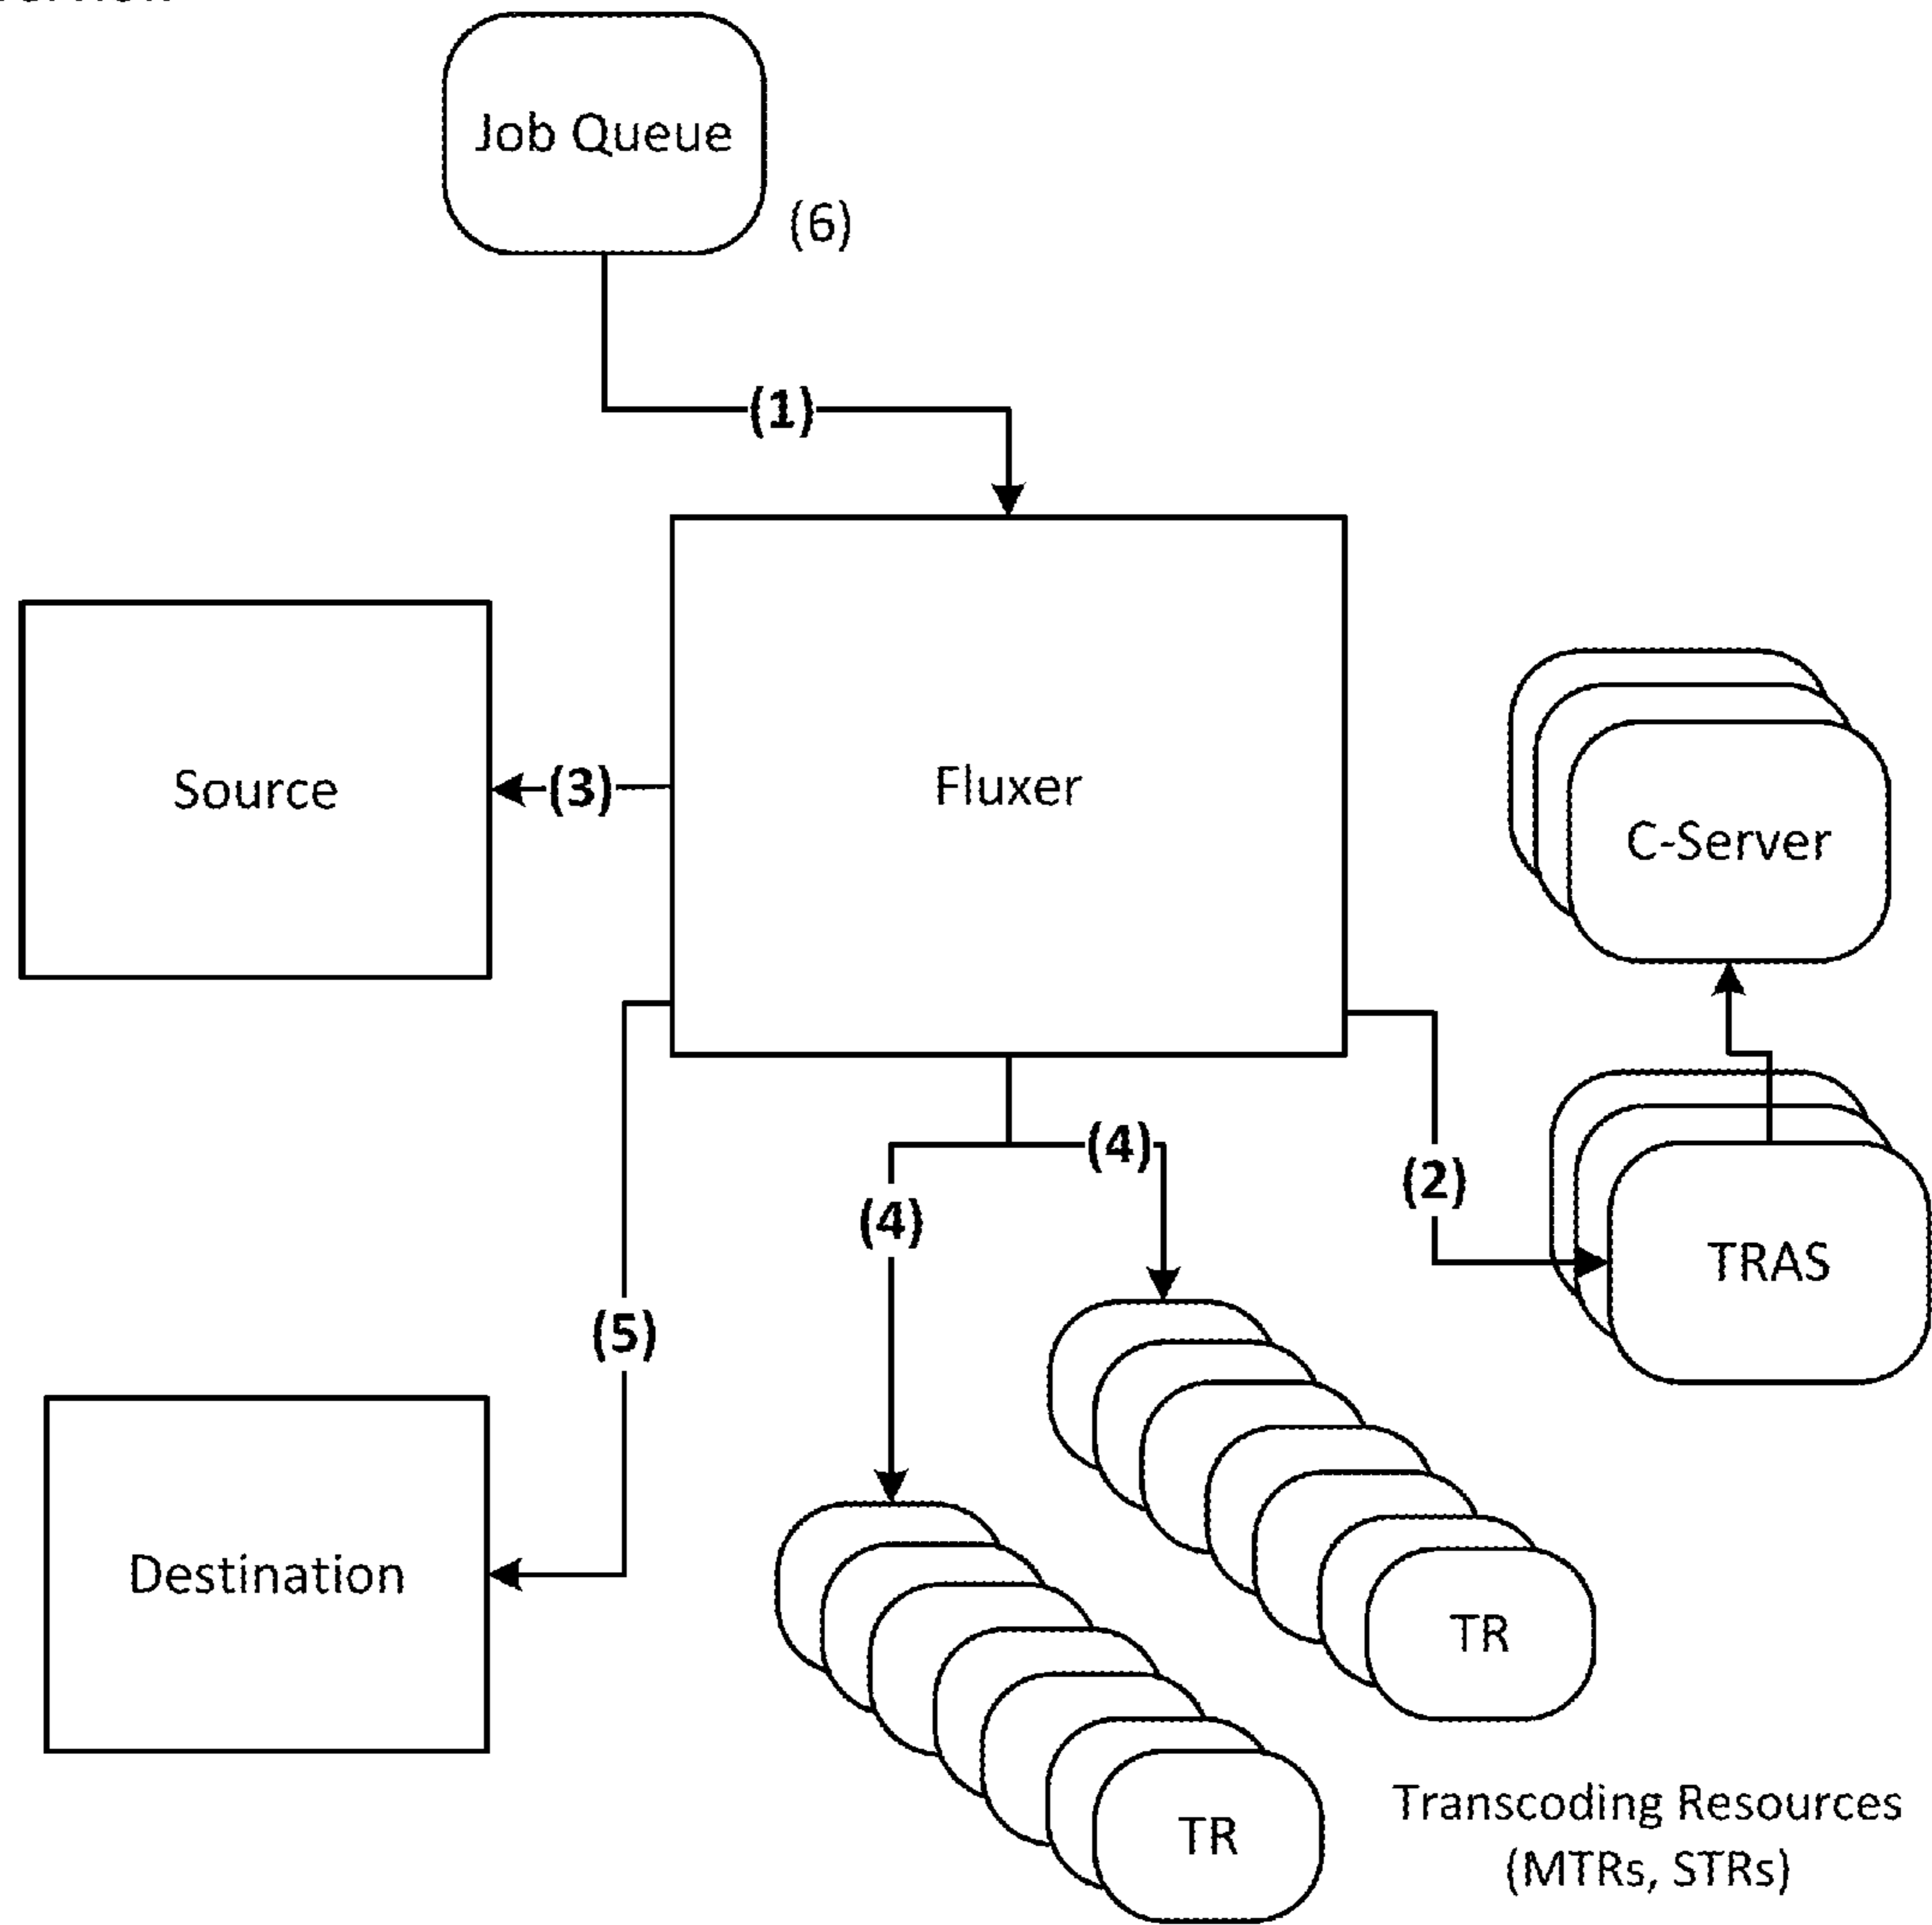 Job Queue
(6)
(1)
Source
(3)
Fluxer
C-Server
(4)
(4)
(2)
TRAS
(5)
Destination
TR
TR
Transcoding Resources
(MTRs, STRs)